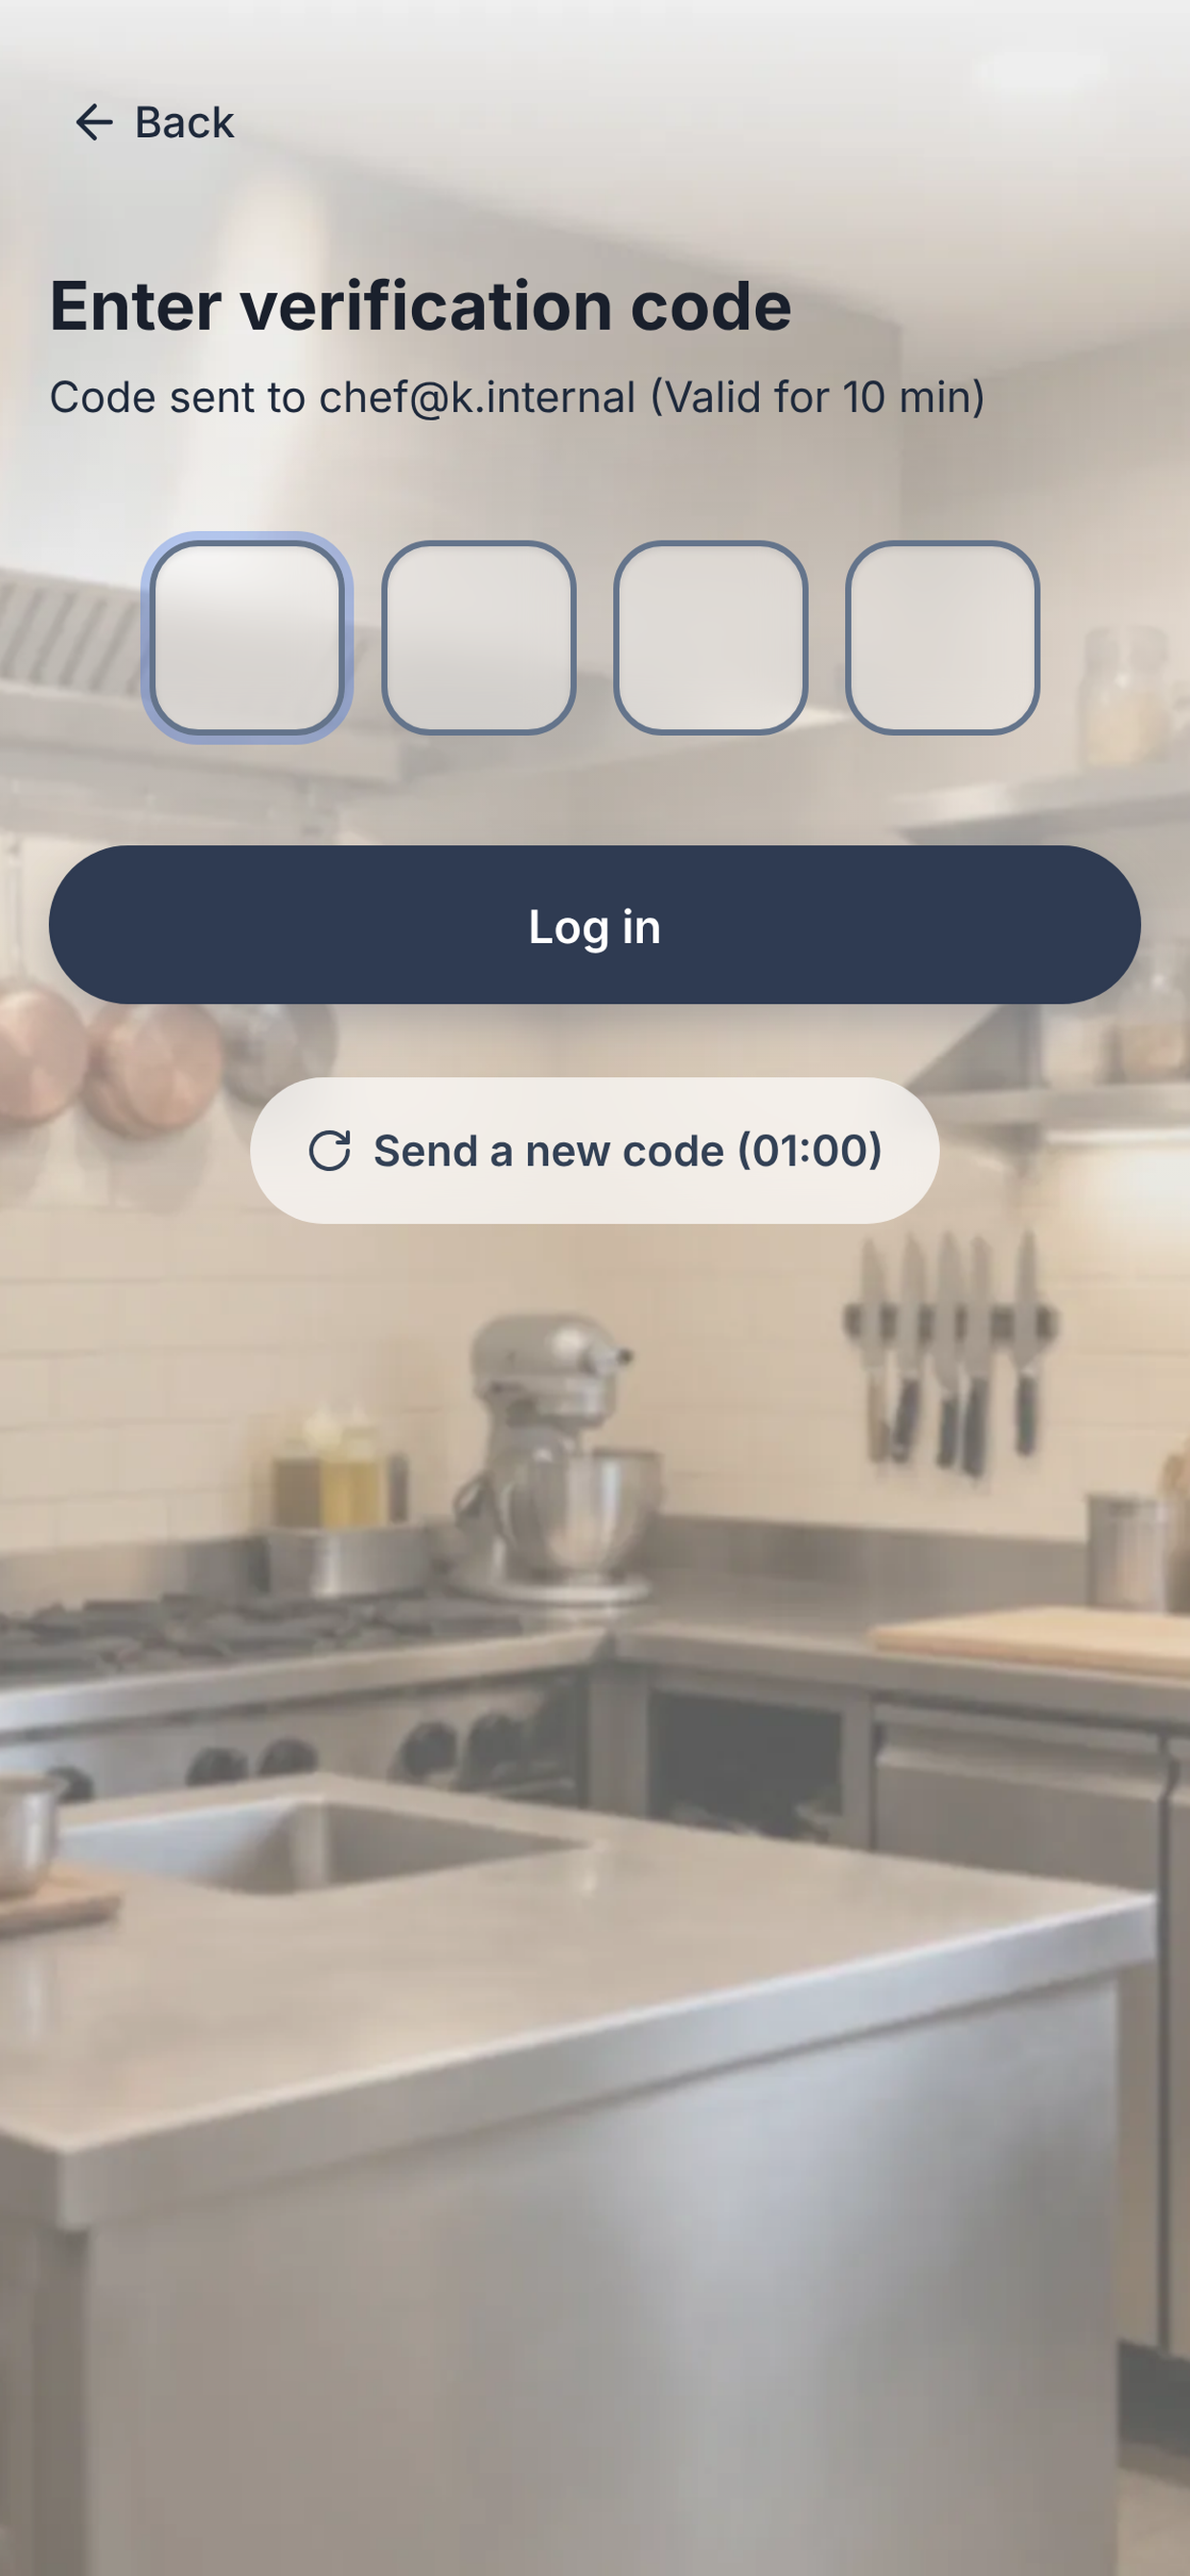 Back
Enter verification code
Code sent to chef@k.internal (Valid for 10 min)
Log in
Send a new code (01:00)